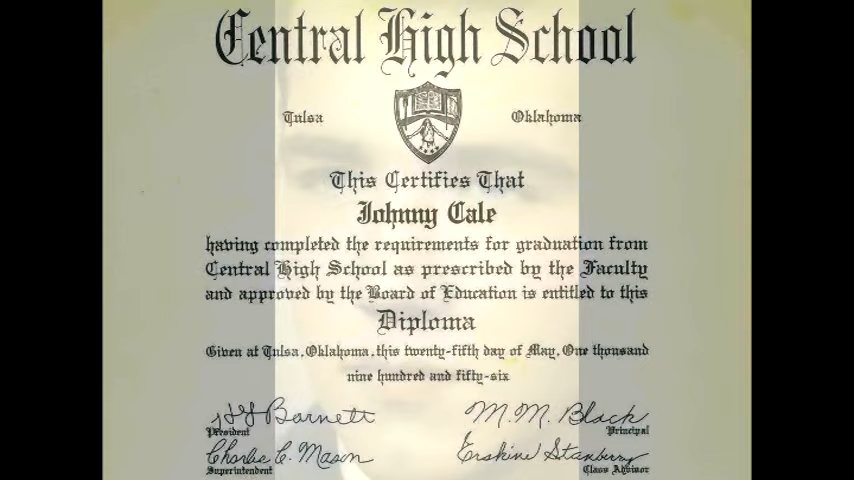 Central High School
Tulsa Oklahoma
This Certifies That
Johnny Cale
having completed the requirements for graduation from
Central High School as prescribed by the Faculty
and approved by the Board of Education is entitled to this
Diploma
Given at Tulsa, Oklahoma, this twenty-fifth day of May, One thousand
nine hundred and fifty-six
Barnett M. M. Black
President Principal
Charles C. Mason Erskine Stanberry
Superintendent Class Advisor